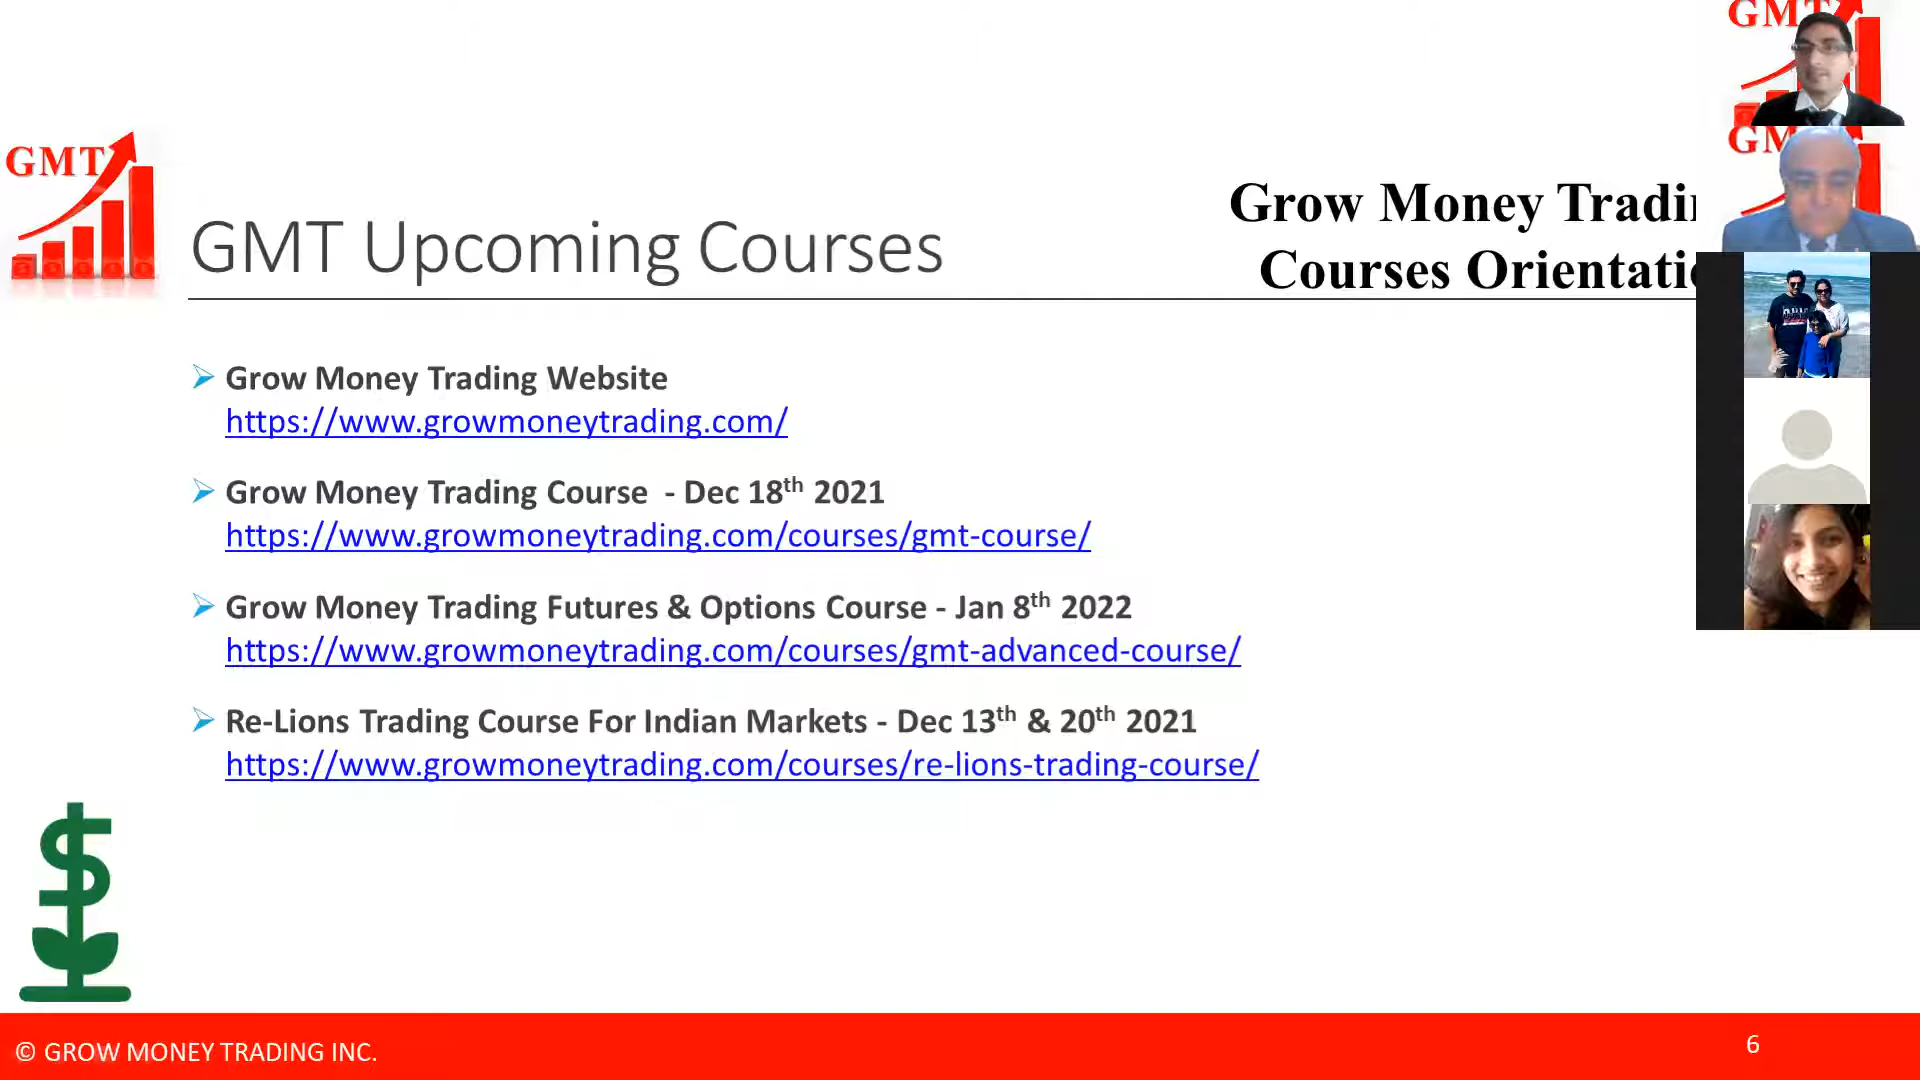 GMT
GMT
GMT Upcoming Courses
Grow Money
Courses
➢ Grow Money Trading Website
https://www.growmoneytrading.com/
➢ Grow Money Trading Course - Dec 18th 2021
https://www.growmoneytrading.com/courses/gmt-course/
➢ Grow Money Trading Futures & Options Course - Jan 8th 2022
https://www.growmoneytrading.com/courses/gmt-advanced-course/
➢ Re-Lions Trading Course For Indian Markets - Dec 13th & 20th 2021
https://www.growmoneytrading.com/courses/re-lions-trading-course/
© GROW MONEY TRADING INC.
6